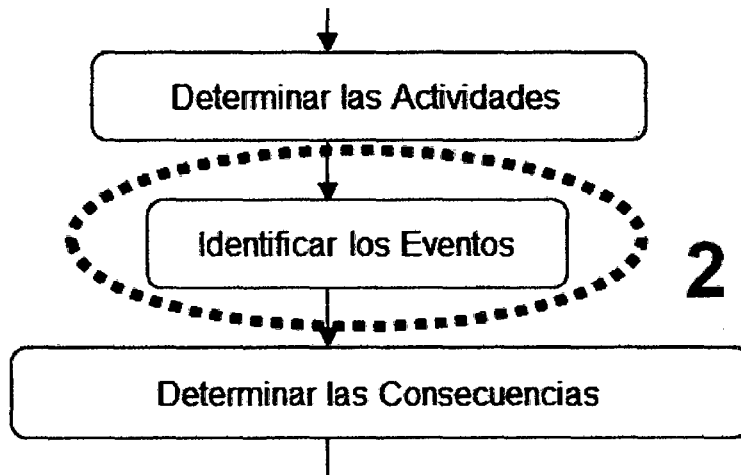 Determinar las Actividades
Identificar los Eventos
2
Determinar las Consecuencias